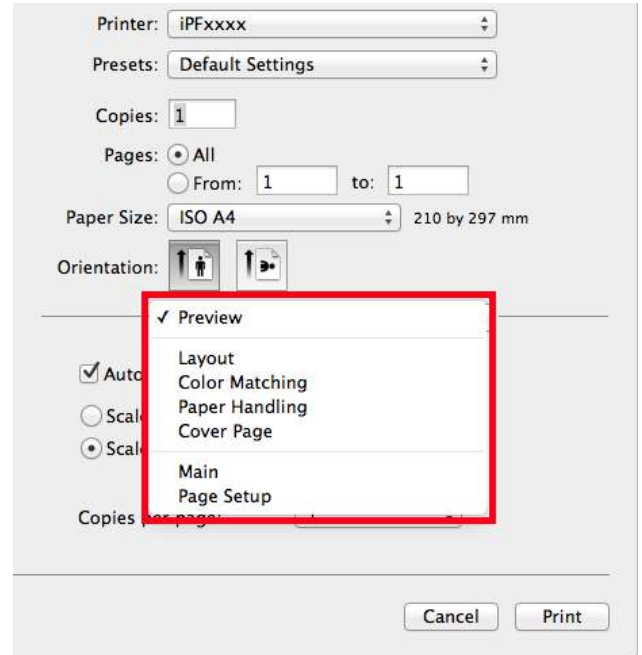 Printer: iPFxxxx
Presets: Default Settings
Copies: 1
Pages: All
From: 1 to: 1
Paper Size: ISO A4 210 by 297 mm
Orientation:
✓ Preview
Layout
Auto
Color Matching
Paper Handling
Scal
Cover Page
Scal
Main
Page Setup
Copies per page:
Cancel Print